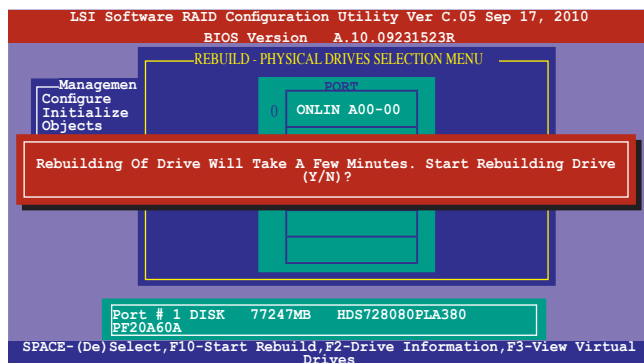 LSI Software RAID Configuration Utility Ver C.05 Sep 17, 2010
BIOS Version A.10.09231523R
REBUILD - PHYSICAL DRIVES SELECTION MENU
Managemen
Configure
Initialize
Objects
PORT
0 ONLIN A00-00
Rebuilding Of Drive Will Take A Few Minutes. Start Rebuilding Drive
(Y/N)?
Port # 1 DISK 77247MB HDS728080PLA380
PF20A60A
SPACE-(De)Select,F10-Start Rebuild,F2-Drive Information,F3-View Virtual
Drives